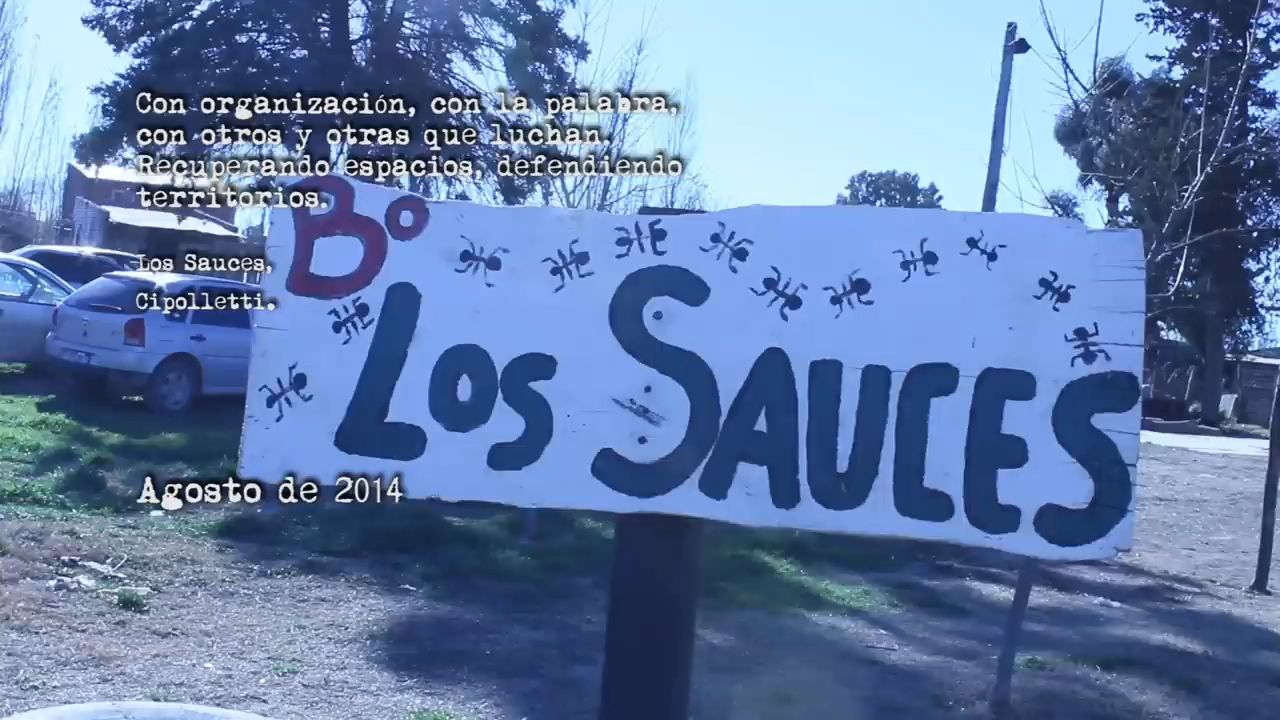 Con organización, con la palabra,
con otros y otras que luchan.
Recuperando espacios, defendiendo
territorios.
Bº
Los Sauces,
Cipolletti.
LOS SAUCES
Agosto de 2014